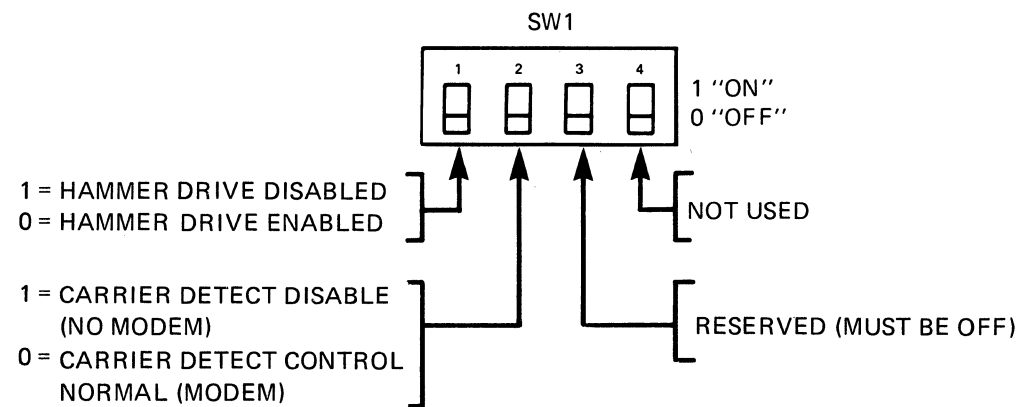 SW1
1 2 3 4
1 "ON"
0 "OFF"
1 = HAMMER DRIVE DISABLED
0 = HAMMER DRIVE ENABLED
NOT USED
1 = CARRIER DETECT DISABLE
(NO MODEM)
0 = CARRIER DETECT CONTROL
NORMAL (MODEM)
RESERVED (MUST BE OFF)